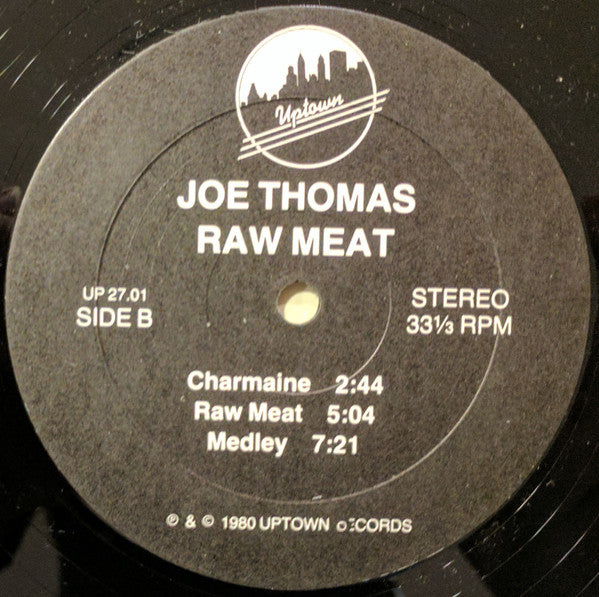 Uptown
JOE THOMAS
RAW MEAT
UP 27.01
SIDE B
STEREO
33⅓ RPM
Charmaine 2:44
Raw Meat 5:04
Medley 7:21
℗ & © 1980 UPTOWN